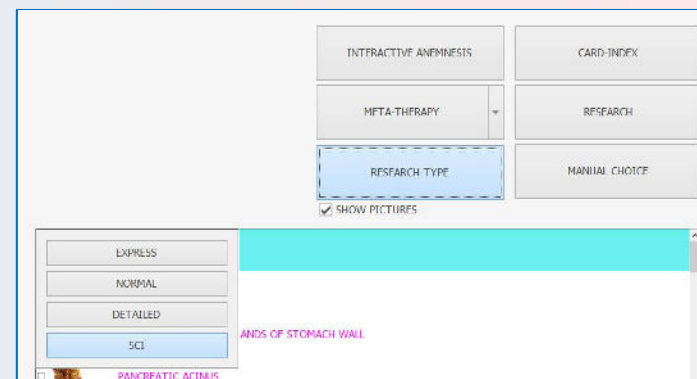 INTERACTIVE ANEMNESIS CARD-INDEX
META-THERAPY RESEARCH
RESEARCH TYPE MANUAL CHOICE
SHOW PICTURES
EXPRESS
NORMAL
DETAILED
ANDS OF STOMACH WALL
SCI
PANCREATIC ACINUS